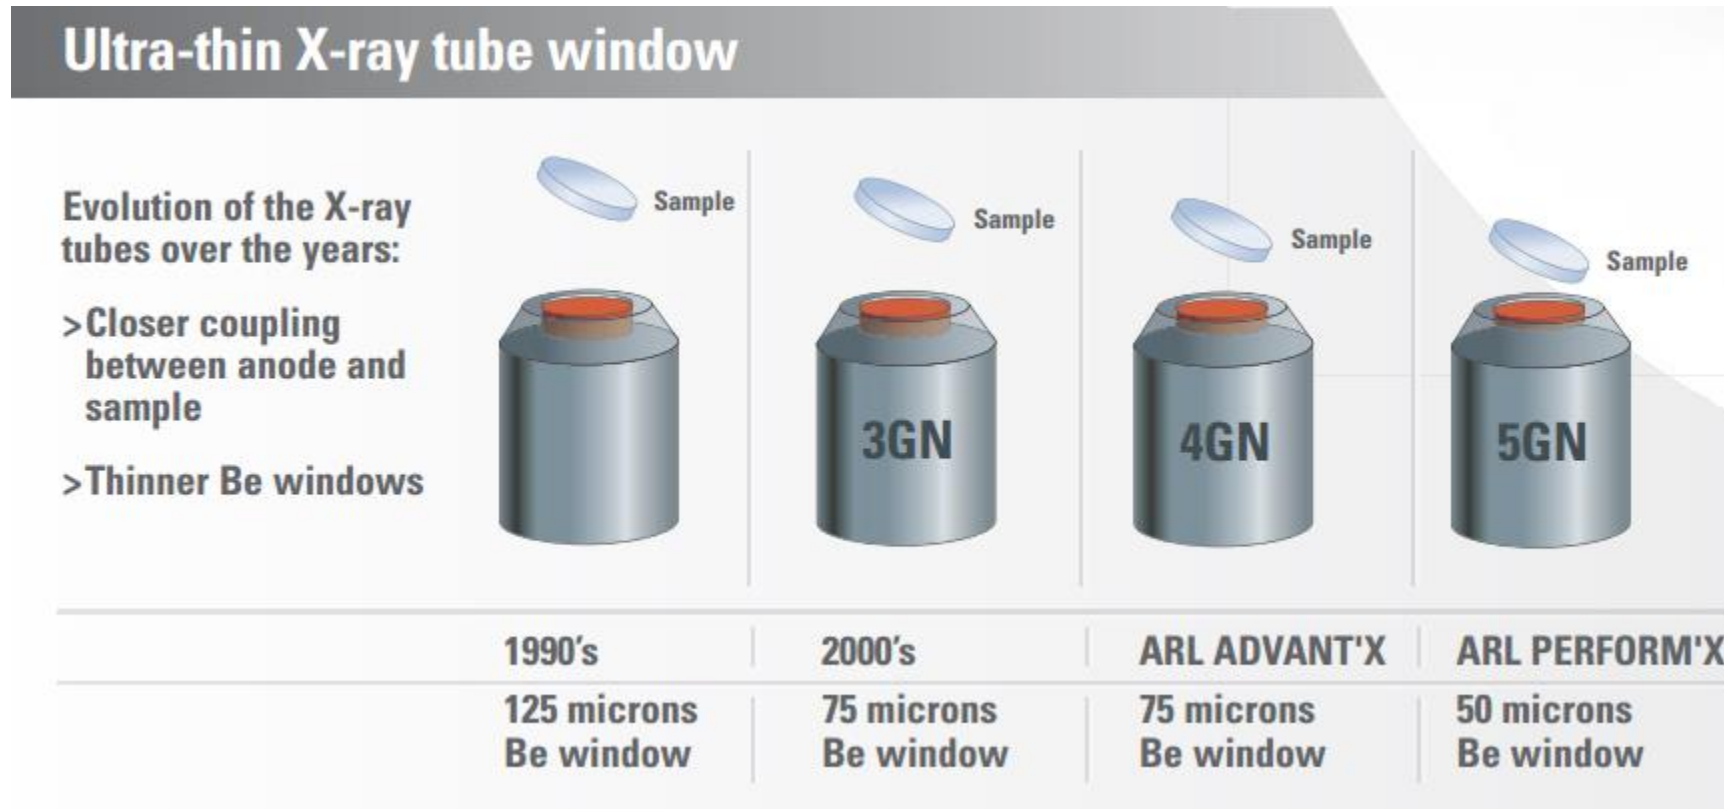 Ultra-thin X-ray tube window
Evolution of the X-ray
tubes over the years:
>Closer coupling
between anode and
sample
>Thinner Be windows
Sample
Sample
Sample
Sample
3GN
4GN
5GN
1990's
2000's
ARL ADVANT'X
ARL PERFORM'X
125 microns
Be window
75 microns
Be window
75 microns
Be window
50 microns
Be window